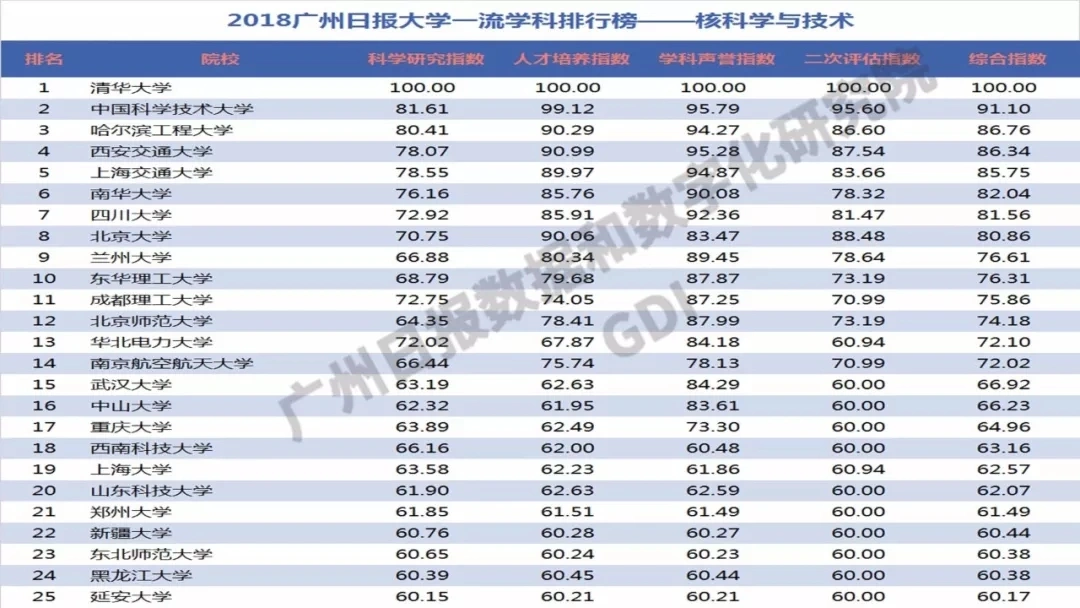 2018广州日报大学一流学科排行榜——核科学与技术
排名 院校 科学研究指数 人才培养指数 学科声誉指数 二次评估指数 综合指数
1 清华大学 100.00 100.00 100.00 100.00 100.00
2 中国科学技术大学 81.61 99.12 95.79 95.60 91.10
3 哈尔滨工程大学 80.41 90.29 94.27 86.60 86.76
4 西安交通大学 78.07 90.99 95.28 87.54 86.34
5 上海交通大学 78.55 89.97 94.87 83.66 85.75
6 南华大学 76.16 85.76 90.08 78.32 82.04
7 四川大学 72.92 85.91 92.36 81.47 81.56
8 北京大学 70.75 90.06 83.47 88.48 80.86
9 兰州大学 66.88 80.34 89.45 78.64 76.61
10 东华理工大学 68.79 79.68 87.87 73.19 76.31
11 成都理工大学 72.75 74.05 87.25 70.99 75.86
12 北京师范大学 64.35 78.41 87.99 73.19 74.18
13 华北电力大学 72.02 67.87 84.18 60.94 72.10
14 南京航空航天大学 66.44 75.74 78.13 70.99 72.02
15 武汉大学 63.19 62.63 84.29 60.00 66.92
16 中山大学 62.32 61.95 83.61 60.00 66.23
17 重庆大学 63.89 62.49 73.30 60.00 64.96
18 西南科技大学 66.16 62.00 60.48 60.00 63.16
19 上海大学 63.58 62.23 61.86 60.94 62.57
20 山东科技大学 61.90 62.63 62.59 60.00 62.07
21 郑州大学 61.85 61.51 61.49 60.00 61.49
22 新疆大学 60.76 60.28 60.27 60.00 60.44
23 东北师范大学 60.65 60.24 60.23 60.00 60.38
24 黑龙江大学 60.39 60.45 60.44 60.00 60.38
25 延安大学 60.15 60.21 60.21 60.00 60.17
广州日报数据和数字化研究院
GDI